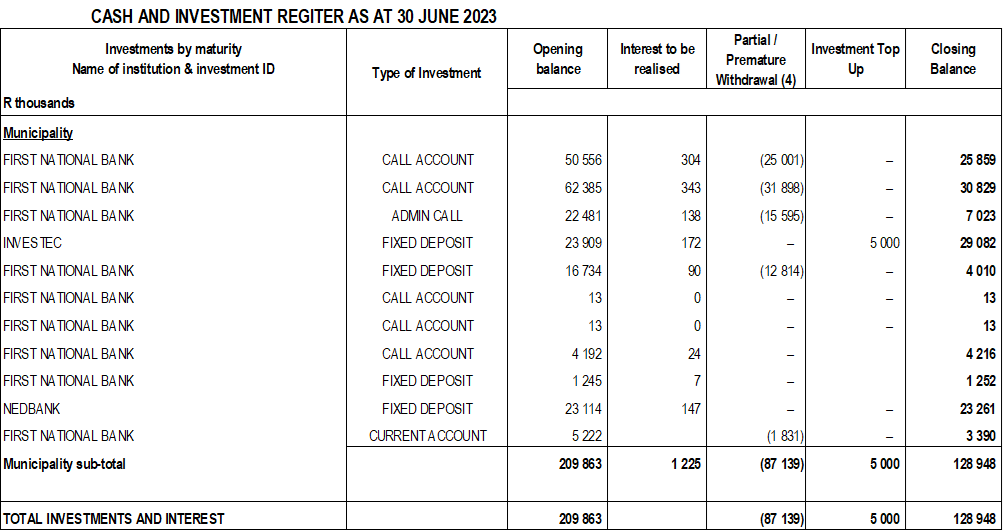 CASH AND INVESTMENT REGITER AS AT 30 JUNE 2023
Investments by maturity Name of institution & investment ID Type of Investment Opening balance Interest to be realised Partial / Premature Withdrawal (4) Investment Top Up Closing Balance
R thousands
Municipality
FIRST NATIONAL BANK CALL ACCOUNT 50 556 304 (25 001) – 25 859
FIRST NATIONAL BANK CALL ACCOUNT 62 385 343 (31 898) – 30 829
FIRST NATIONAL BANK ADMIN CALL 22 481 138 (15 595) – 7 023
INVESTEC FIXED DEPOSIT 23 909 172 – 5 000 29 082
FIRST NATIONAL BANK FIXED DEPOSIT 16 734 90 (12 814) – 4 010
FIRST NATIONAL BANK CALL ACCOUNT 13 0 – – 13
FIRST NATIONAL BANK CALL ACCOUNT 13 0 – – 13
FIRST NATIONAL BANK CALL ACCOUNT 4 192 24 – 4 216
FIRST NATIONAL BANK FIXED DEPOSIT 1 245 7 – 1 252
NEDBANK FIXED DEPOSIT 23 114 147 – – 23 261
FIRST NATIONAL BANK CURRENT ACCOUNT 5 222 (1 831) – 3 390
Municipality sub-total 209 863 1 225 (87 139) 5 000 128 948
TOTAL INVESTMENTS AND INTEREST 209 863 (87 139) 5 000 128 948